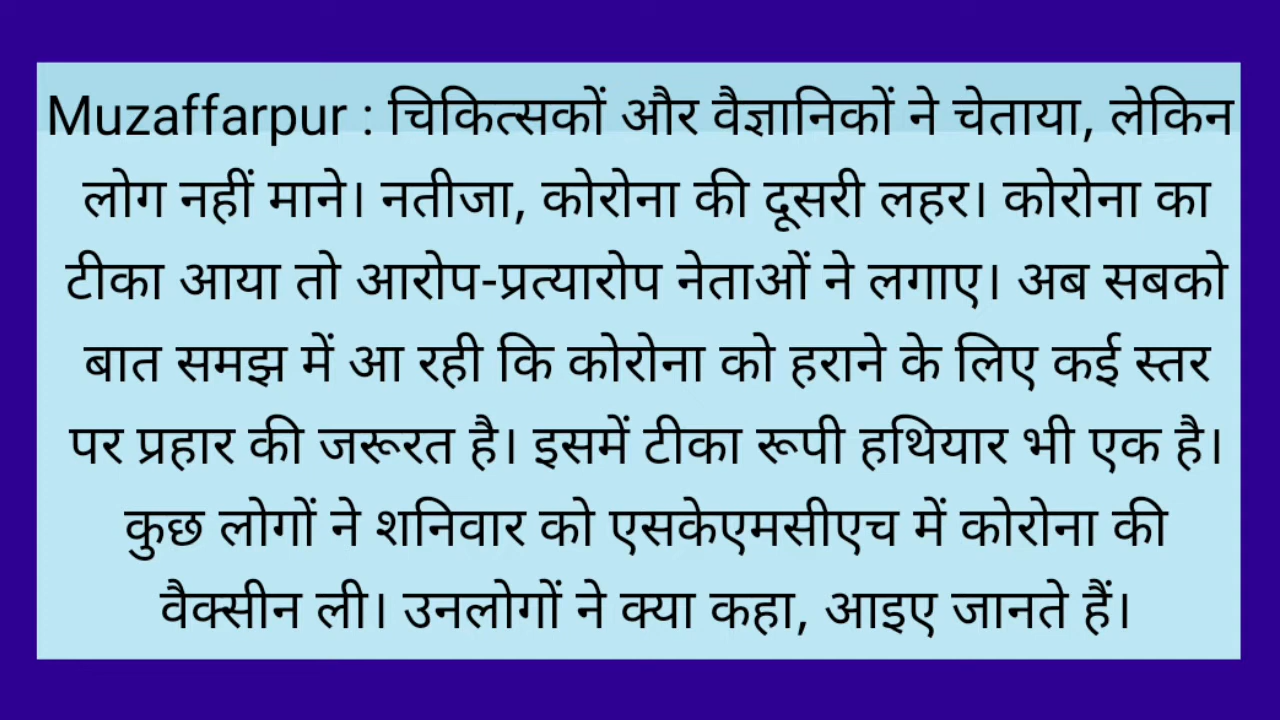 Muzaffarpur : चिकित्सकों और वैज्ञानिकों ने चेताया, लेकिन
लोग नहीं माने। नतीजा, कोरोना की दूसरी लहर। कोरोना का
टीका आया तो आरोप-प्रत्यारोप नेताओं ने लगाए। अब सबको
बात समझ में आ रही कि कोरोना को हराने के लिए कई स्तर
पर प्रहार की जरूरत है। इसमें टीका रूपी हथियार भी एक है।
कुछ लोगों ने शनिवार को एसकेएमसीएच में कोरोना की
वैक्सीन ली। उनलोगों ने क्या कहा, आइए जानते हैं।